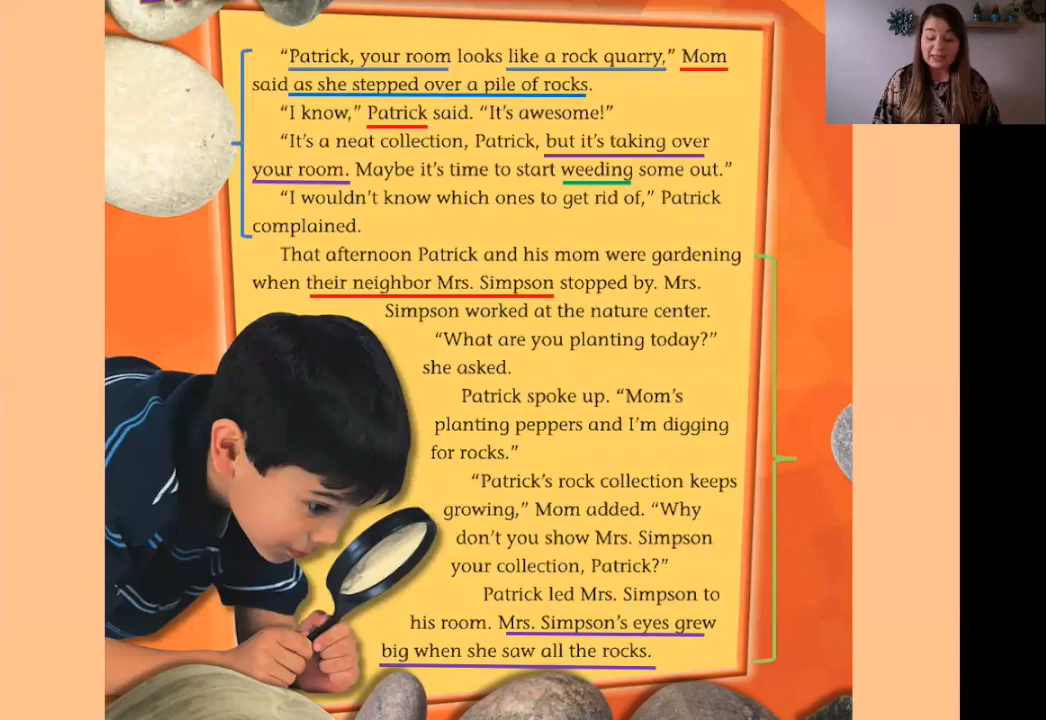 “Patrick, your room looks like a rock quarry,” Mom
said as she stepped over a pile of rocks.
“I know,” Patrick said. “It’s awesome!”
“It’s a neat collection, Patrick, but it’s taking over
your room. Maybe it’s time to start weeding some out.”
“I wouldn’t know which ones to get rid of,” Patrick
complained.
That afternoon Patrick and his mom were gardening
when their neighbor Mrs. Simpson stopped by. Mrs.
Simpson worked at the nature center.
“What are you planting today?”
she asked.
Patrick spoke up. “Mom’s
planting peppers and I’m digging
for rocks.”
“Patrick’s rock collection keeps
growing,” Mom added. “Why
don’t you show Mrs. Simpson
your collection, Patrick?”
Patrick led Mrs. Simpson to
his room. Mrs. Simpson’s eyes grew
big when she saw all the rocks.